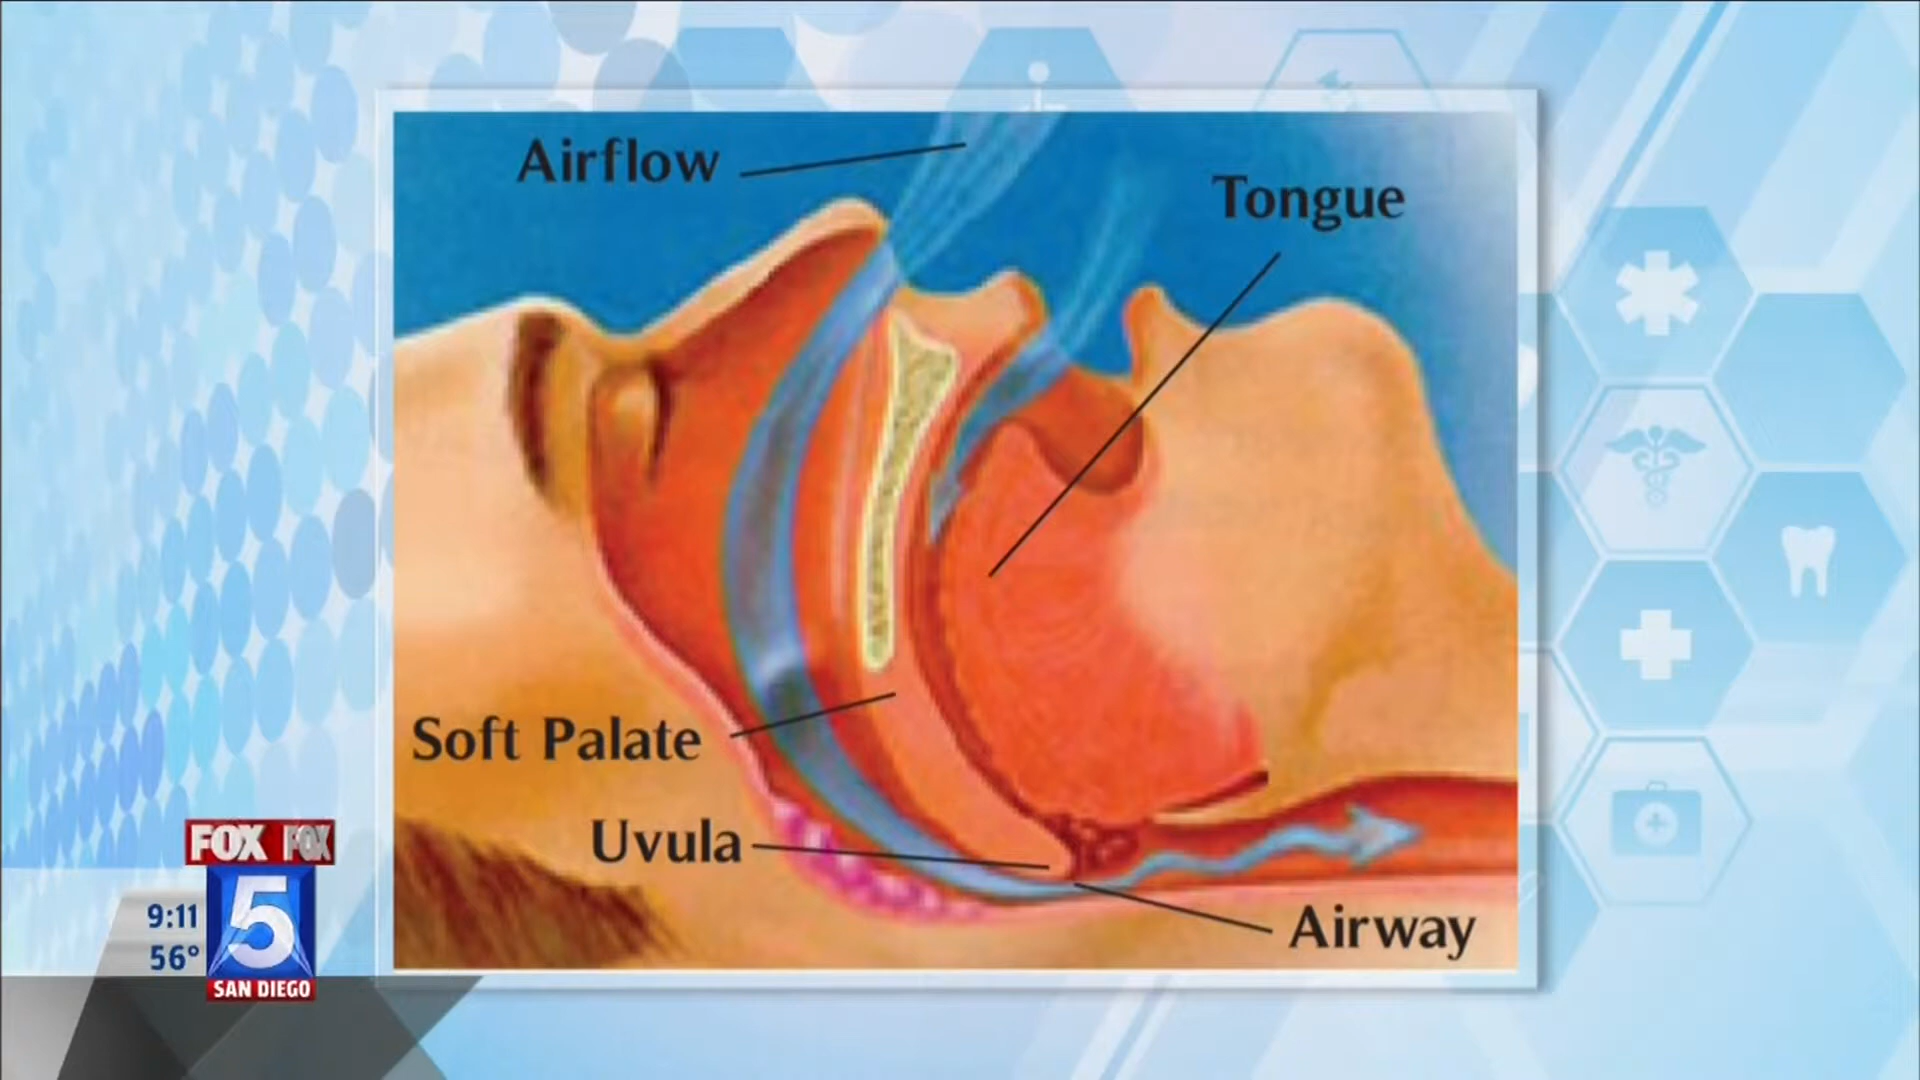 Airflow
Tongue
Soft Palate
Uvula
Airway
FOX FOX
9:11
5
56°
SAN DIEGO